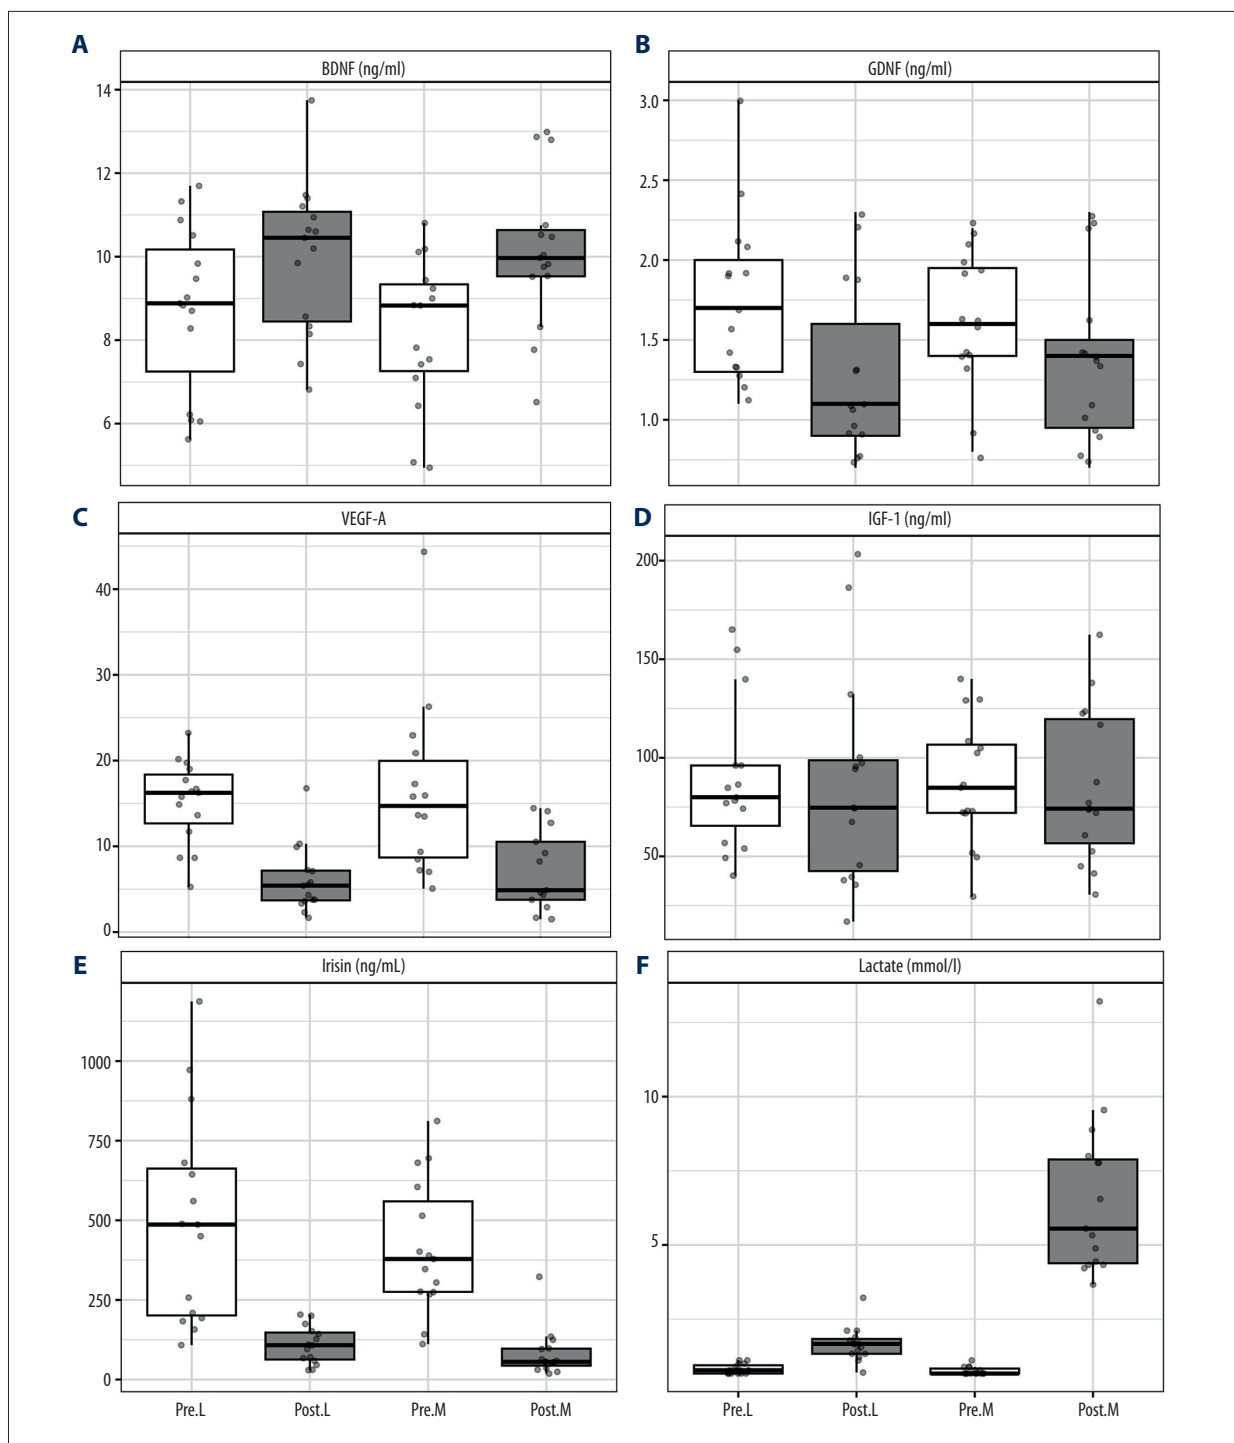 A
BDNF (ng/ml)
14
12
10
8
6
B
GDNF (ng/ml)
3.0
2.5
2.0
1.5
1.0
C
VEGF-A
40
30
20
10
0
D
IGF-1 (ng/ml)
200
150
100
50
E
Irisin (ng/mL)
1000
750
500
250
0
Pre.L Post.L Pre.M Post.M
F
Lactate (mmol/l)
10
5
Pre.L Post.L Pre.M Post.M